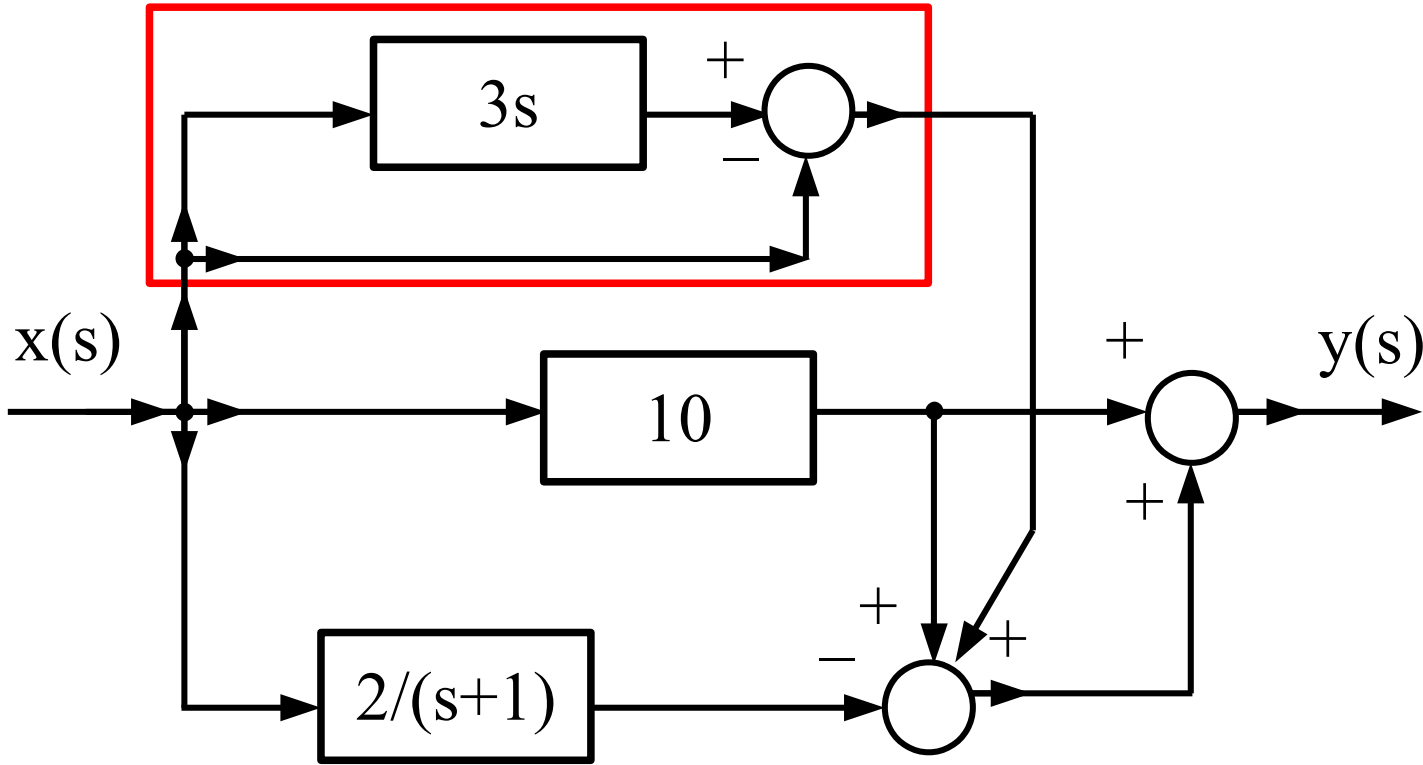 +
3s
−
x(s)
+
y(s)
10
+
+
+
−
2/(s+1)